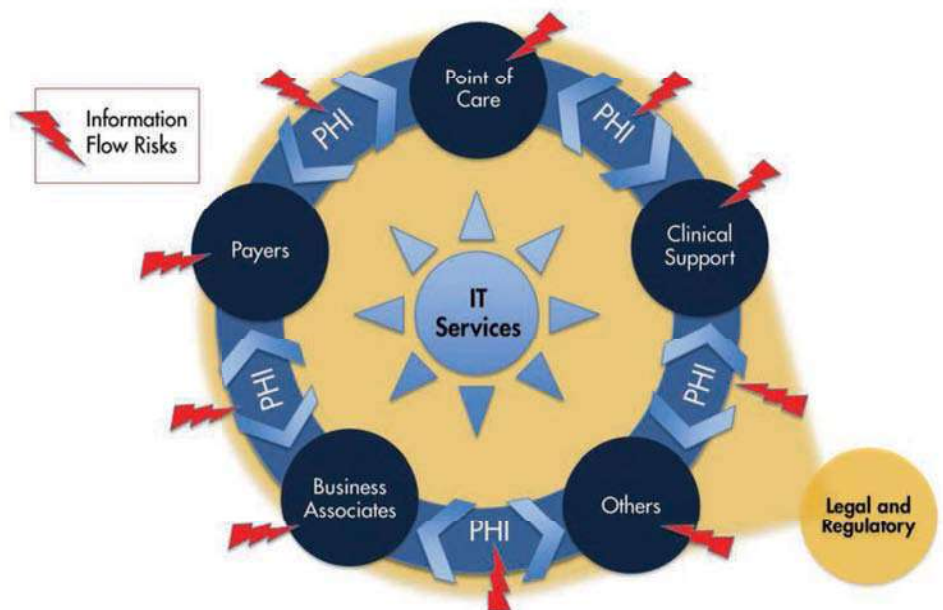 Point of
Care
PHI
PHI
Information
Flow Risks
Payers
Clinical
Support
IT
Services
PHI
PHI
Business
Associates
PHI
Others
Legal and
Regulatory